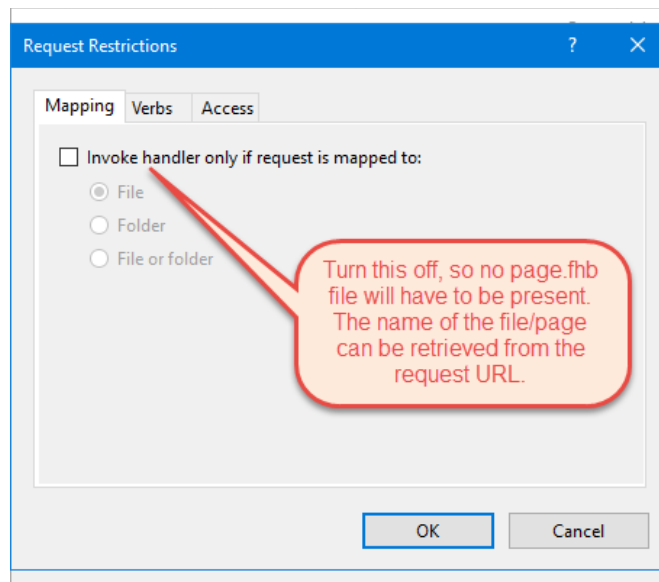 Request Restrictions ? ×
Mapping Verbs Access
Invoke handler only if request is mapped to:
File
Folder
File or folder
Turn this off, so no page.fhb
file will have to be present.
The name of the file/page
can be retrieved from the
request URL.
OK Cancel